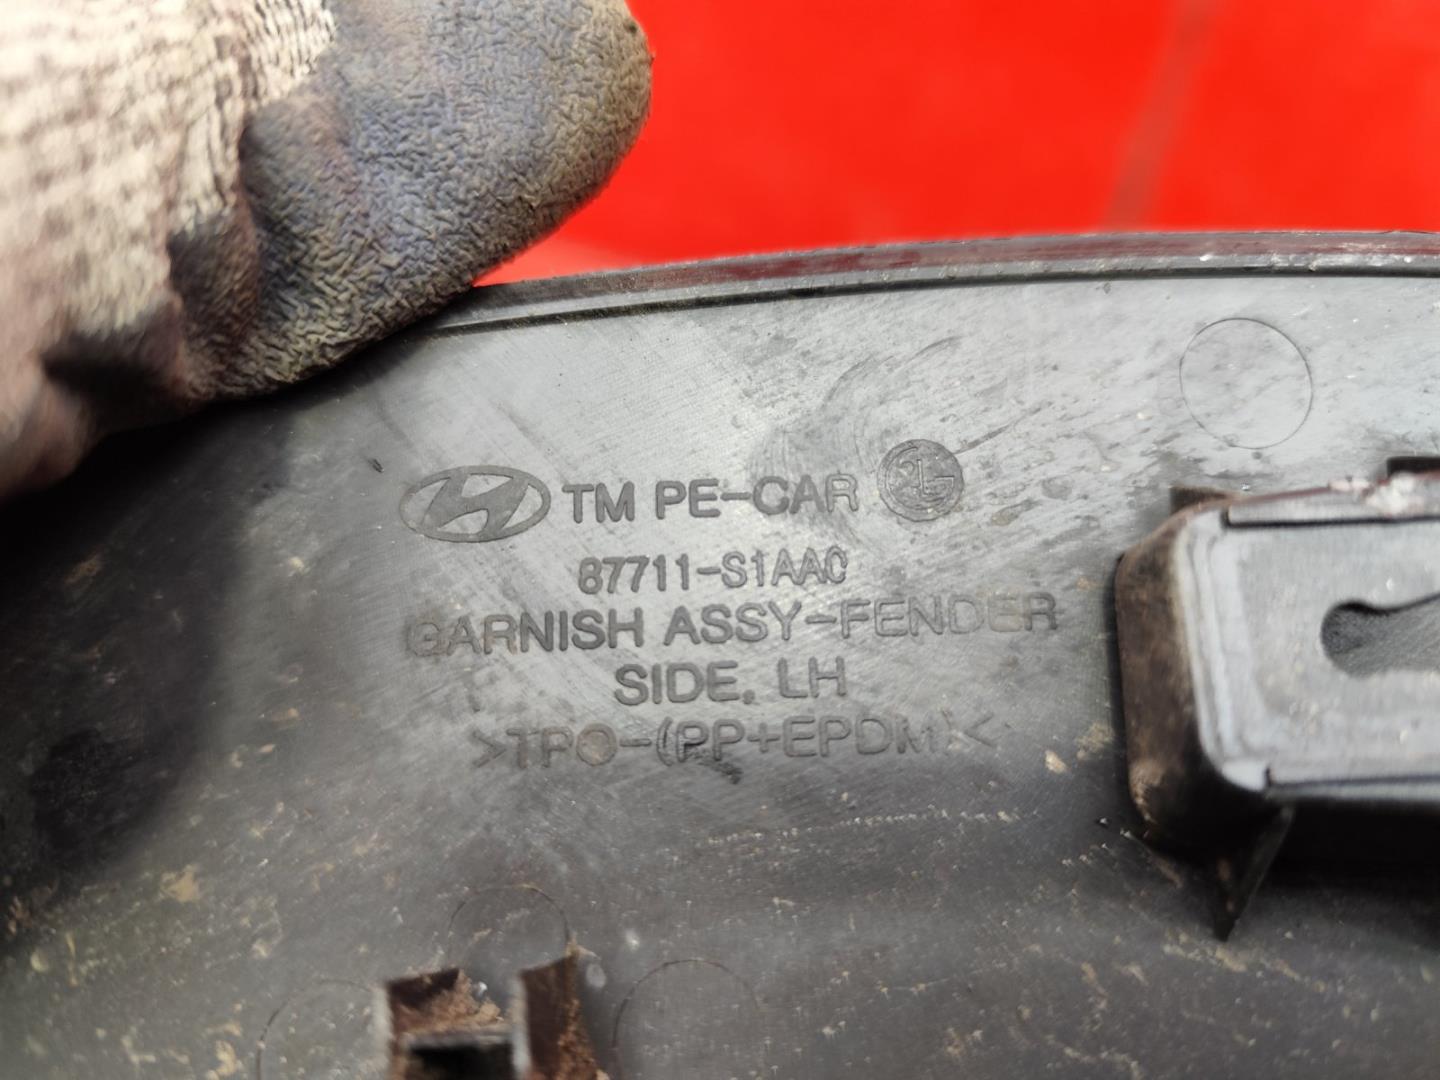 TM PE-CAR
87711-S1AAC
GARNISH ASSY-FENDER
SIDE, LH
>TPO-(PP+EPDM)<